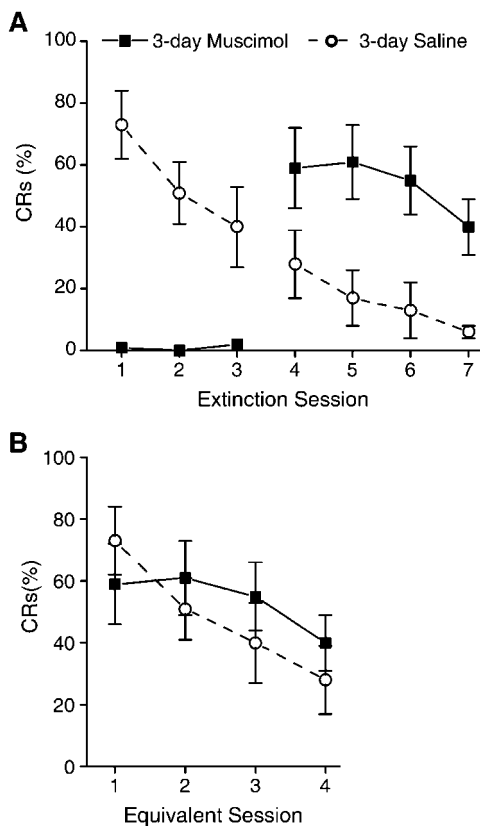 A
3-day Muscimol 3-day Saline
100
80
60
40
20
0
CRs (%)
1 2 3 4 5 6 7
Extinction Session
B
100
80
60
40
20
0
CRs(%)
1 2 3 4
Equivalent Session